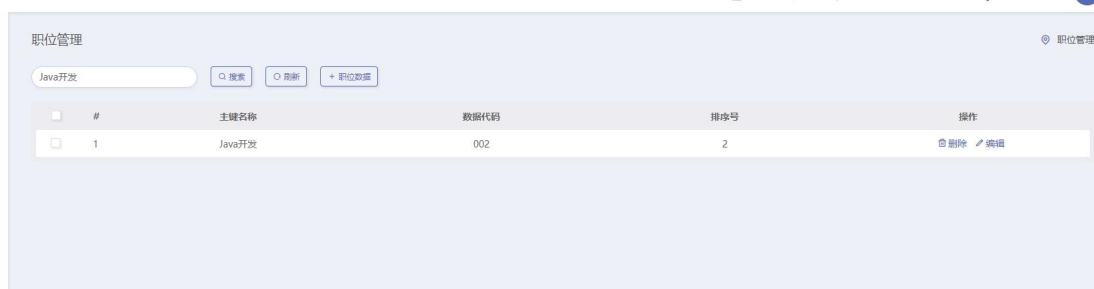 职位管理
职位管理
Java开发 搜索 刷新 + 职位数据
# 主键名称 数据代码 排序号 操作
1 Java开发 002 2 删除 编辑